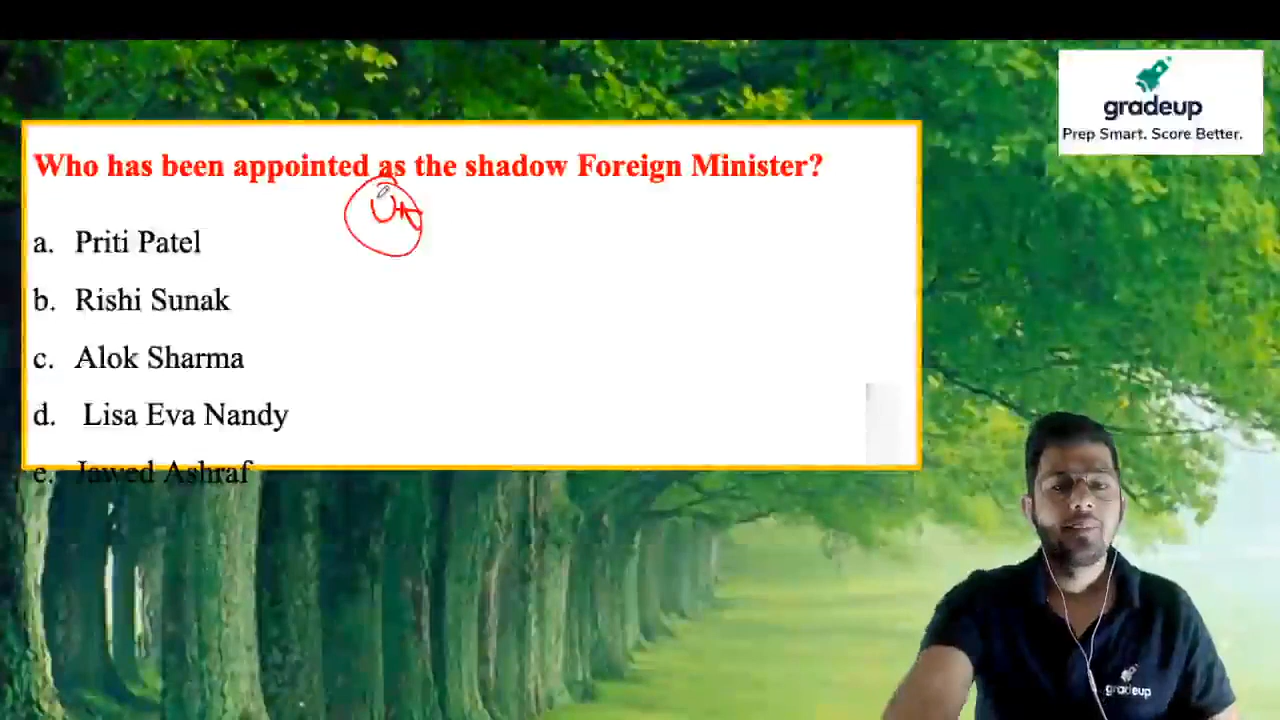 gradeup
Prep Smart. Score Better.
Who has been appointed as the shadow Foreign Minister?
UK
a. Priti Patel
b. Rishi Sunak
c. Alok Sharma
d. Lisa Eva Nandy
e. Jawed Ashraf
gradeup